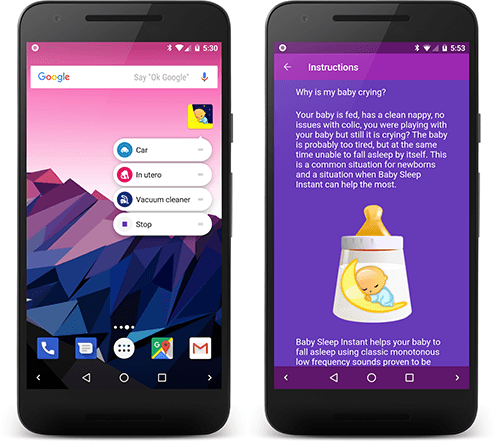 5:30
Google
Say "Ok Google"
Car
In utero
Vacuum cleaner
Stop
5:53
Instructions
Why is my baby crying?
Your baby is fed, has a clean nappy, no
issues with colic, you were playing with
your baby but still it is crying? The
baby is probably too tired, but at the same
time unable to fall asleep by itself. This
is a common situation for newborns
and a situation when Baby Sleep
Instant can help the most.
Baby Sleep Instant helps your baby to
fall asleep using classic monotonous
low frequency sounds proven to be